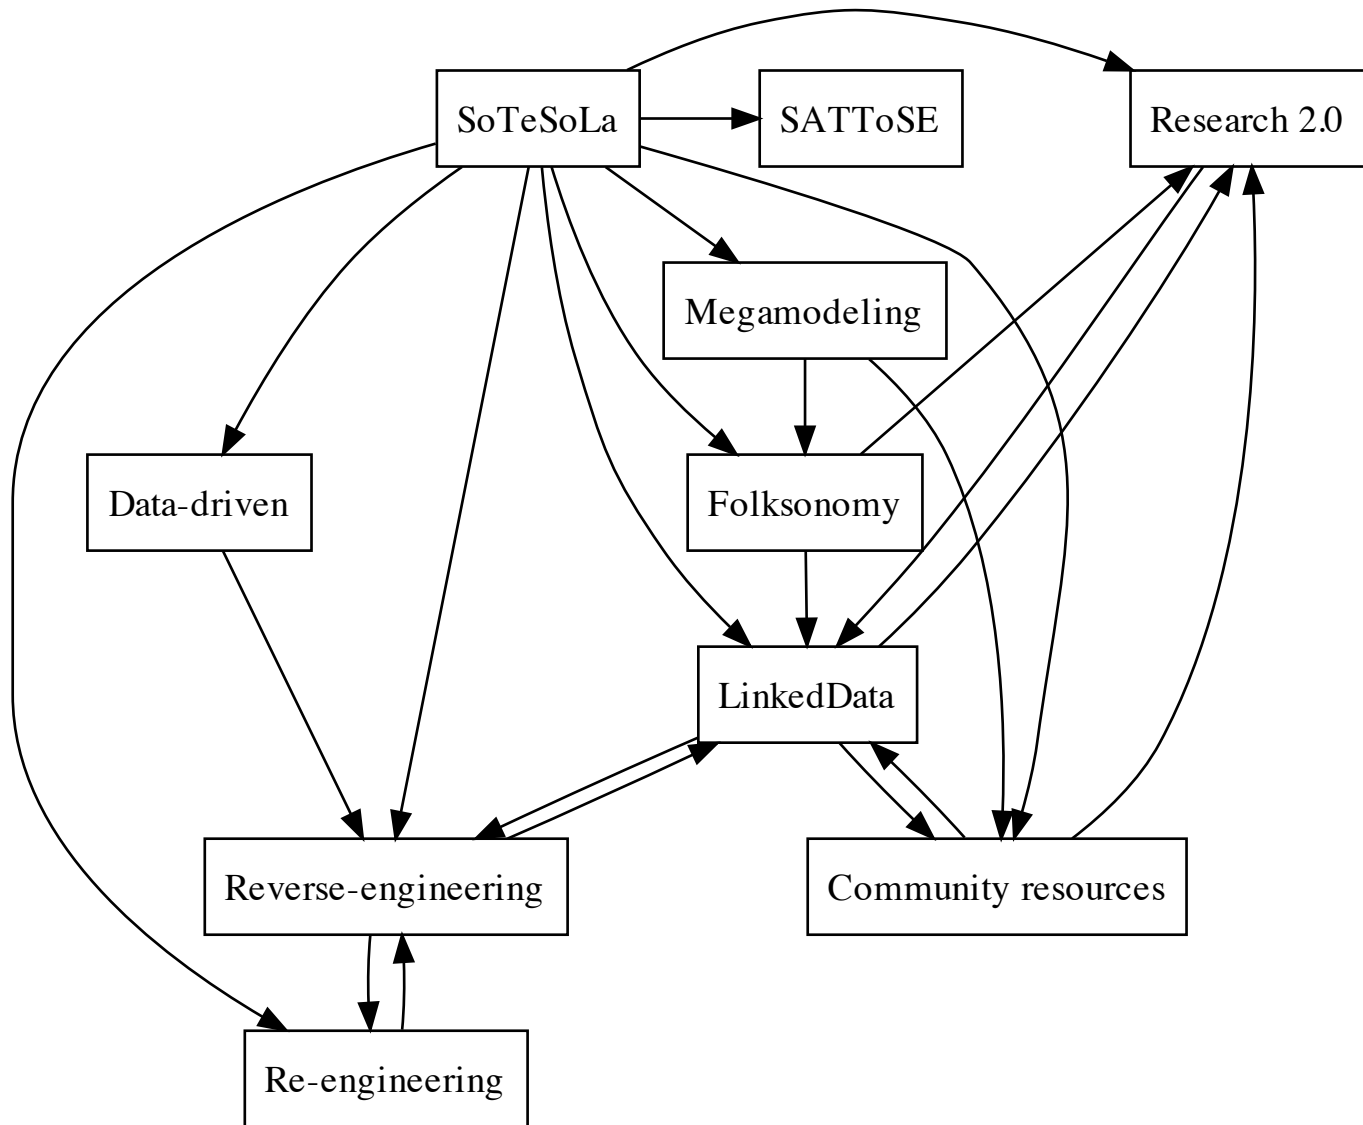 SoTeSoLa
SATToSE
Research 2.0
Megamodeling
Data-driven
Folksonomy
LinkedData
Reverse-engineering
Community resources
Re-engineering